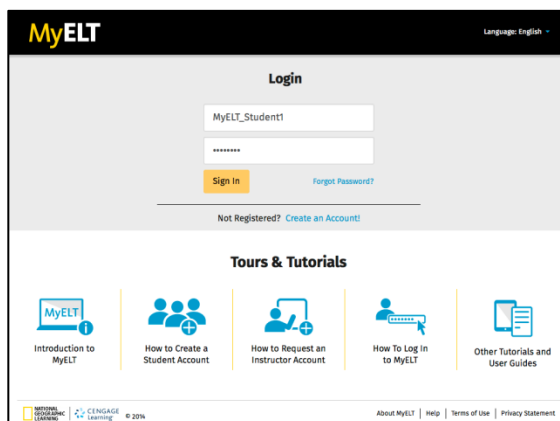 MyELT
Language: English
Login
MyELT_Student1
••••••••
Sign In
Forgot Password?
Not Registered? Create an Account!
Tours & Tutorials
MyELT
Introduction to
MyELT
How to Create a
Student Account
How to Request an
Instructor Account
How To Log In
to MyELT
Other Tutorials and
User Guides
NATIONAL
GEOGRAPHIC
LEARNING
CENGAGE
Learning
© 2014
About MyELT | Help | Terms of Use | Privacy Statement